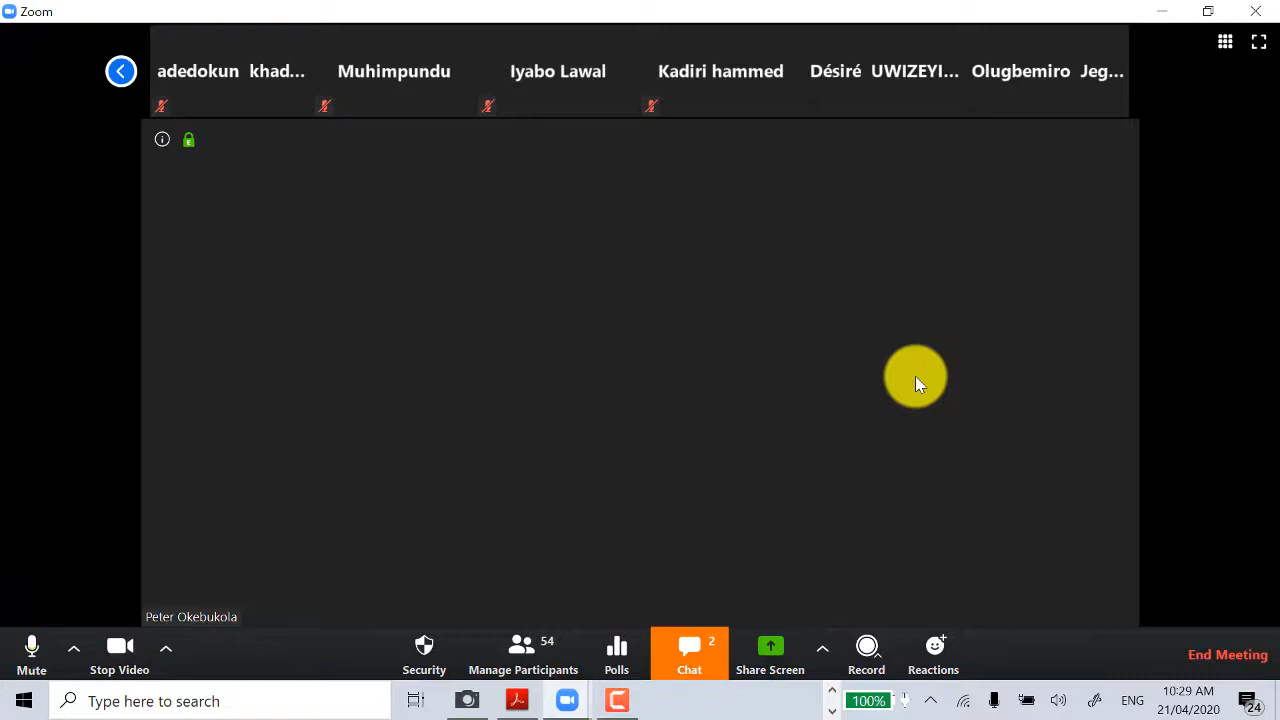 Zoom
adedokun khad...
Muhimpundu
Iyabo Lawal
Kadiri hammed
Désiré UWIZEYI...
Olugbemiro Jeg...
E
Peter Okebukola
54
2
Mute
Stop Video
Security
Manage Participants
Polls
Chat
Share Screen
Record
Reactions
End Meeting
Type here to search
100%
ENG
10:29 AM
21/04/2020
24